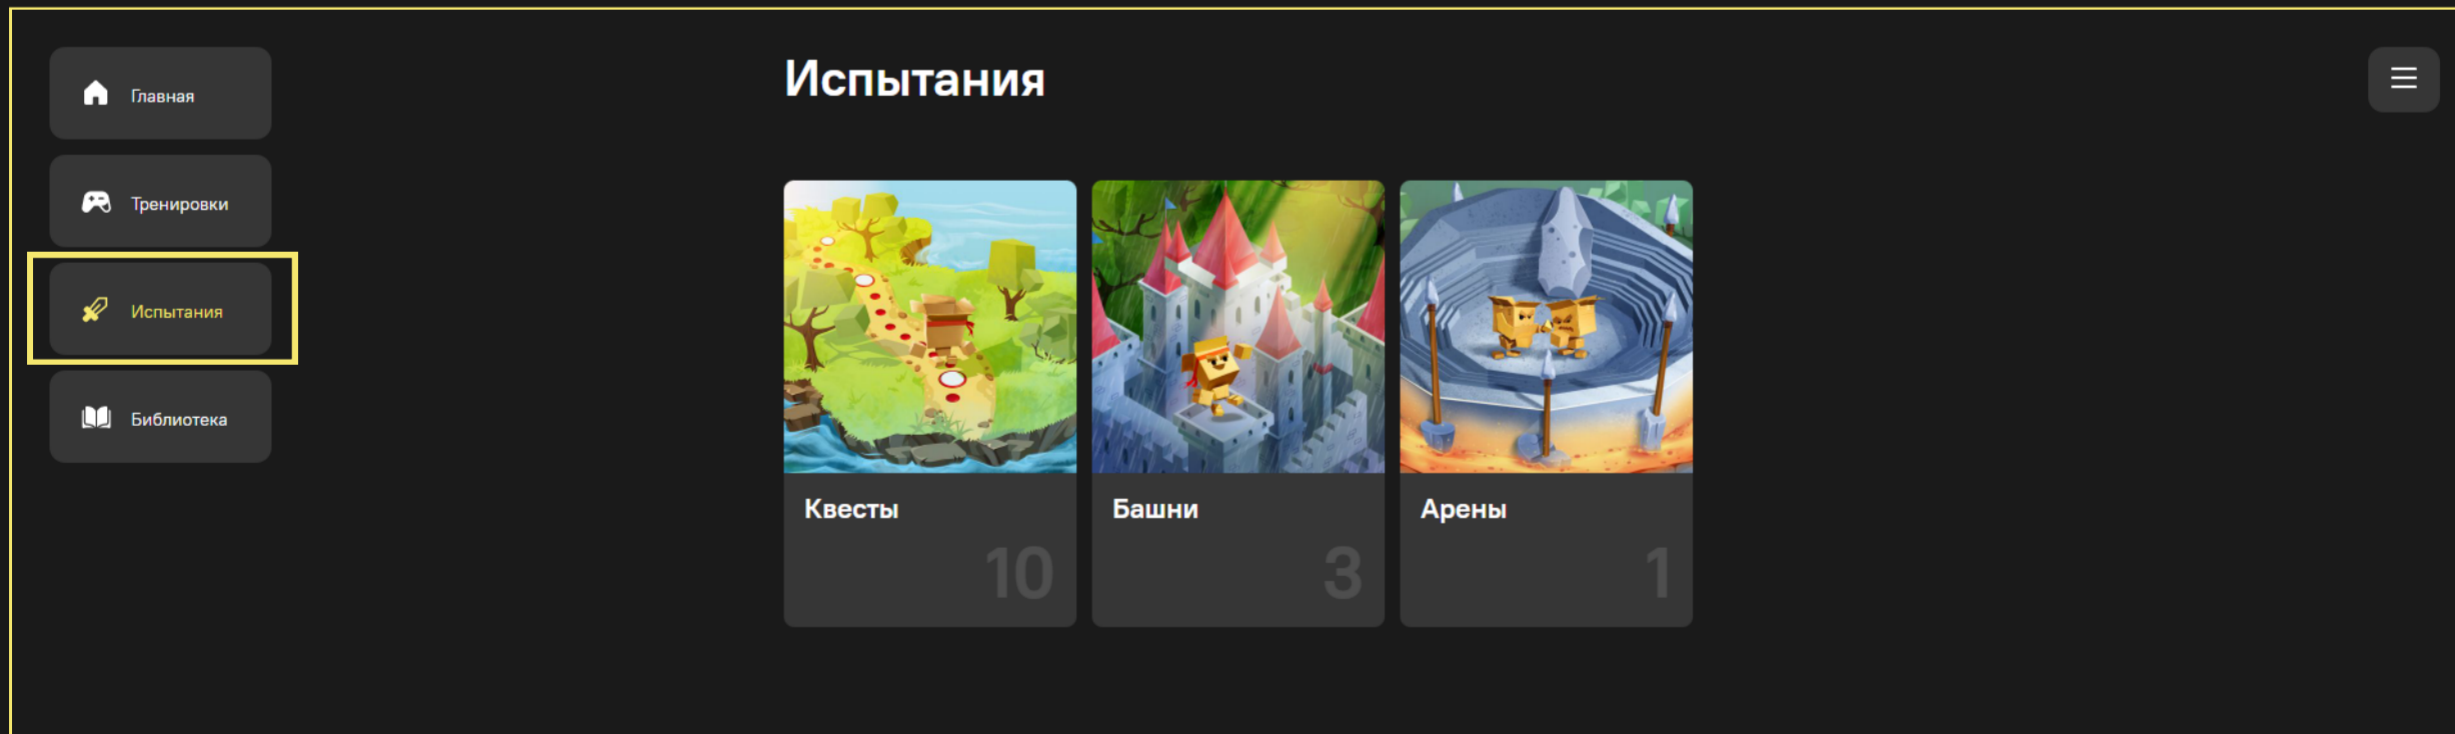 Главная
Тренировки
Испытания
Библиотека
Испытания
Квесты
10
Башни
3
Арены
1